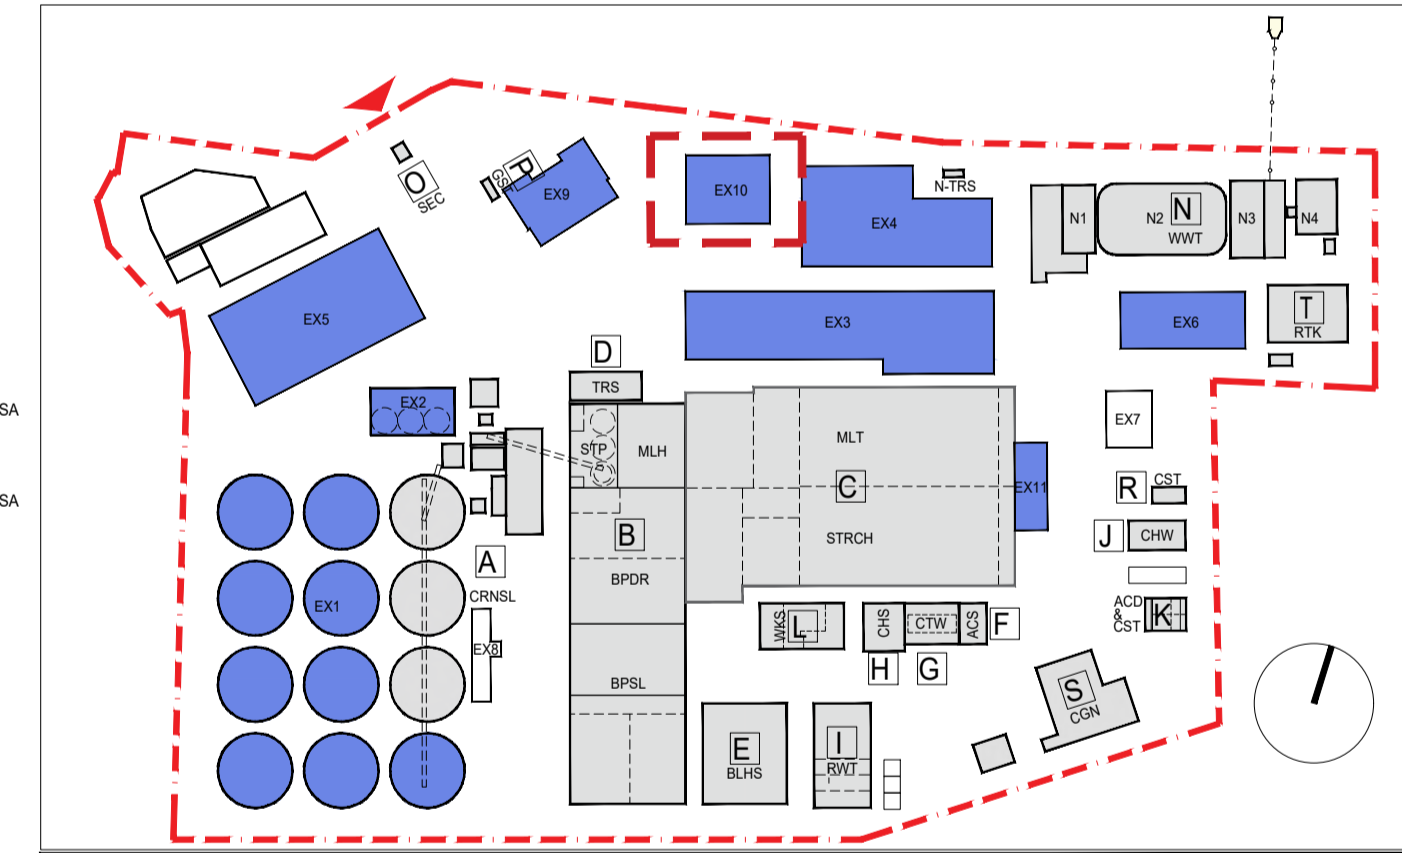 P
GSI
O
SEC
EX9
EX10
N-TRS
EX4
N1
N2
N
WWT
N3
N4
EX5
EX3
EX6
T
RTK
D
TRS
EX2
SA
STP
MLH
MLT
EX7
C
EX11
R
CST
SA
B
STRCH
J
CHW
A
BPDR
CRNSL
EX1
ACD
&
CST
K
WKS
L
CHS
CTW
ACS
F
EX8
H
G
BPSL
S
CGN
E
BLHS
I
RWT